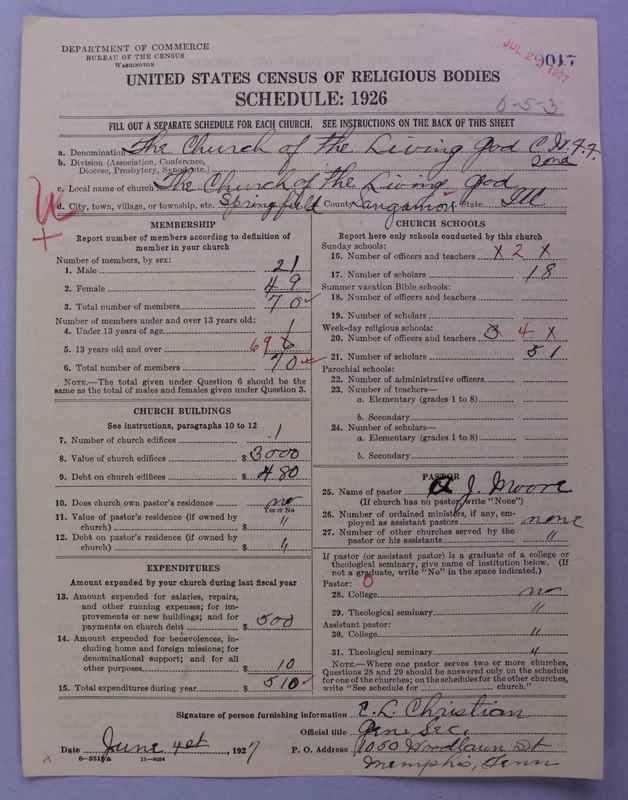 DEPARTMENT OF COMMERCE
BUREAU OF THE CENSUS
WASHINGTON
JUL 2 1927
9017
UNITED STATES CENSUS OF RELIGIOUS BODIES
SCHEDULE: 1926
0-5-3
FILL OUT A SEPARATE SCHEDULE FOR EACH CHURCH. SEE INSTRUCTIONS ON THE BACK OF THIS SHEET
a. Denomination The Church of the Living God C.W.F.F.
b. Division (Association, Conference, Diocese, Presbytery, Synod, etc.)
c. Local name of church The Church of the Living God
d. City, town, village, or township, etc. Springfield County Sangamon State Ill
MEMBERSHIP
Report number of members according to definition of member in your church
Number of members, by sex:
1. Male 21
2. Female 49
3. Total number of members 70
Number of members under and over 13 years old:
4. Under 13 years of age 1
5. 13 years old and over 69
6. Total number of members 70
NOTE.—The total given under Question 6 should be the same as the total of males and females given under Question 3.
CHURCH BUILDINGS
See instructions, paragraphs 10 to 12
7. Number of church edifices 1
8. Value of church edifices $3000
9. Debt on church edifices $480
10. Does church own pastor's residence no
Yes or No
11. Value of pastor's residence (if owned by church) $ "
12. Debt on pastor's residence (if owned by church) $ "
EXPENDITURES
Amount expended by your church during last fiscal year
13. Amount expended for salaries, repairs, and other running expenses; for improvements or new buildings; and for payments on church debt $500
14. Amount expended for benevolences, including home and foreign missions; for denominational support; and for all other purposes $10
15. Total expenditures during year $510
CHURCH SCHOOLS
Report here only schools conducted by this church
Sunday schools:
16. Number of officers and teachers X 2 X
17. Number of scholars 18
Summer vacation Bible schools:
18. Number of officers and teachers
19. Number of scholars
Week-day religious schools:
20. Number of officers and teachers 3 4 X
21. Number of scholars 51
Parochial schools:
22. Number of administrative officers
23. Number of teachers—
a. Elementary (grades 1 to 8)
b. Secondary
24. Number of scholars—
a. Elementary (grades 1 to 8)
b. Secondary
PASTOR
25. Name of pastor A J. Moore
(If church has no pastor, write "None")
26. Number of ordained ministers, if any, employed as assistant pastors none
27. Number of other churches served by the pastor or his assistants "
If pastor (or assistant pastor) is a graduate of a college or theological seminary, give name of institution below. (If not a graduate, write "No" in the space indicated.)
Pastor: 0
28. College no
29. Theological seminary "
Assistant pastor:
30. College "
31. Theological seminary "
NOTE.—Where one pastor serves two or more churches, Questions 28 and 29 should be answered only on the schedule for one of the churches; on the schedules for the other churches, write "See schedule for church."
Signature of person furnishing information E. L. Christian
Official title Gene Sec.
Date June 4st, 1927 P. O. Address 1050 Woodlawn St
Memphis, Tenn
8-551 11-9034